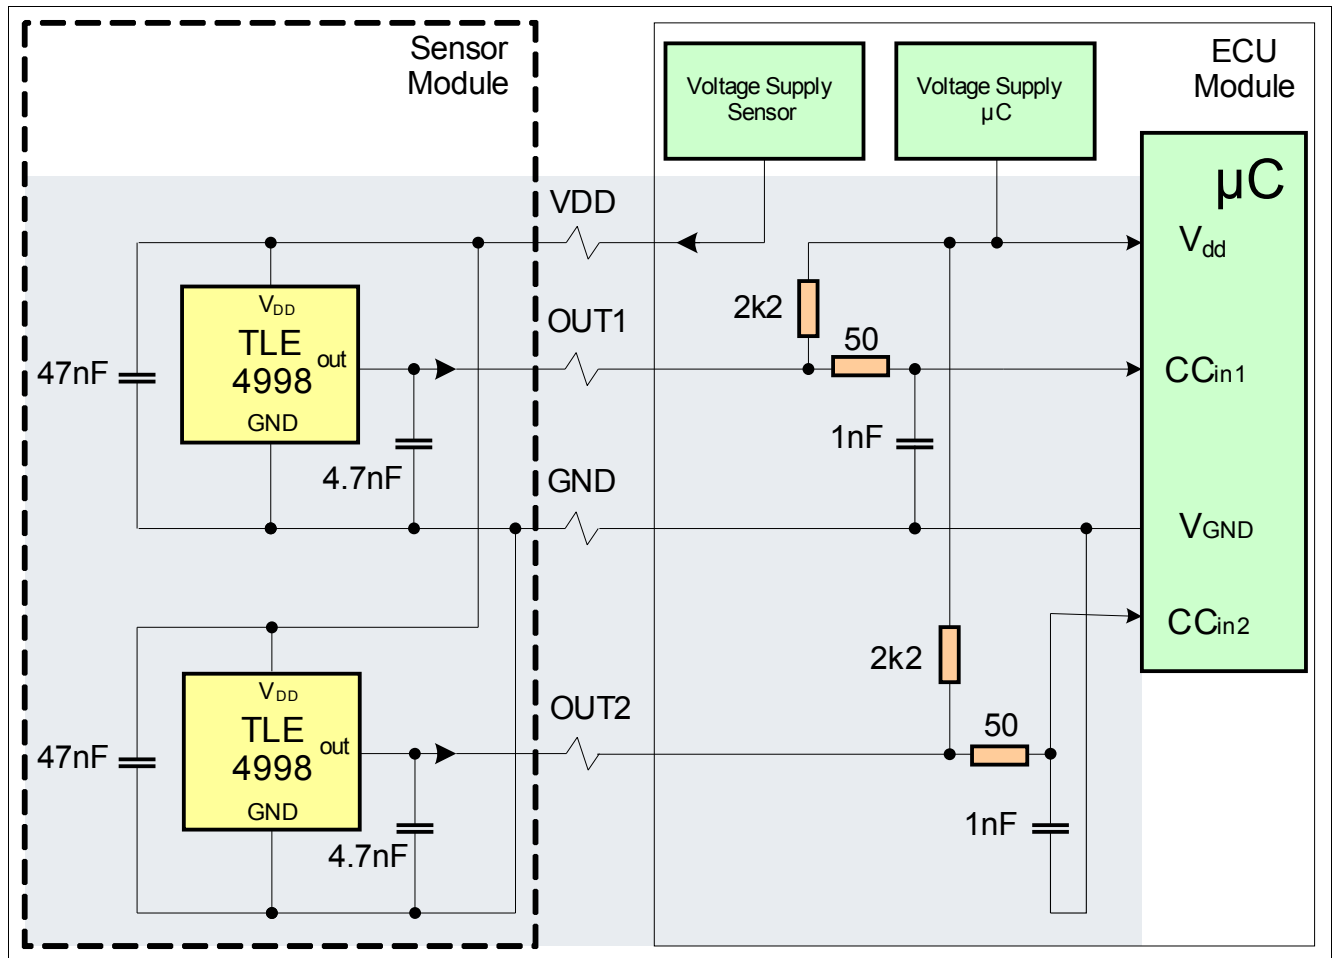 Sensor
Module
Voltage Supply
Sensor
Voltage Supply
µC
ECU
Module
µC
VDD
Vdd
VDD
TLE
4998
out
GND
47nF
4.7nF
OUT1
2k2
50
CCin1
1nF
GND
VGND
CCin2
2k2
VDD
TLE
4998
out
GND
47nF
4.7nF
OUT2
50
1nF